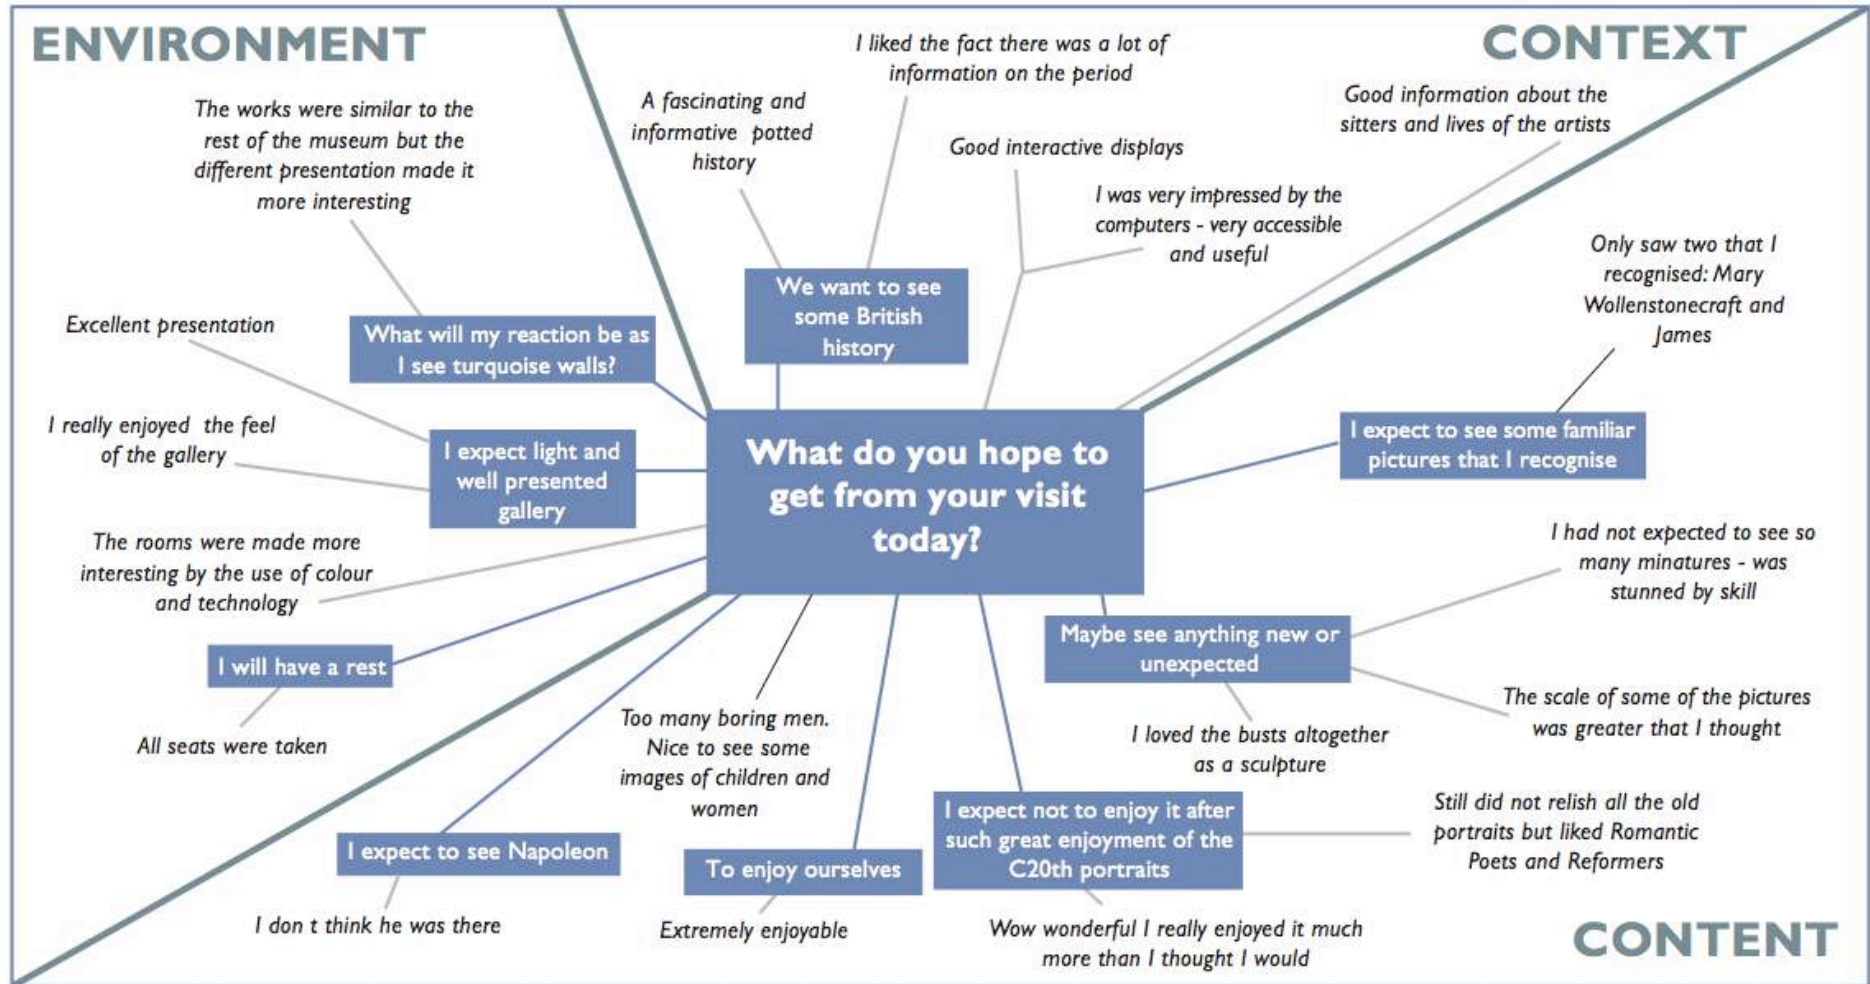 ENVIRONMENT
The works were similar to the
rest of the museum but the
different presentation made it
more interesting
What will my reaction be as
I see turquoise walls?
Excellent presentation
I really enjoyed the feel
of the gallery
I expect light and
well presented
gallery
The rooms were made more
interesting by the use of colour
and technology
I will have a rest
All seats were taken
CONTEXT
A fascinating and
informative potted
history
I liked the fact there was a lot of
information on the period
Good interactive displays
I was very impressed by the
computers - very accessible
and useful
Good information about the
sitters and lives of the artists
We want to see
some British
history
What do you hope to
get from your visit
today?
Only saw two that I
recognised: Mary
Wollenstonecraft and
James
I expect to see some familiar
pictures that I recognise
I had not expected to see so
many minatures - was
stunned by skill
Maybe see anything new or
unexpected
The scale of some of the pictures
was greater that I thought
I loved the busts altogether
as a sculpture
Too many boring men.
Nice to see some
images of children and
women
I expect not to enjoy it after
such great enjoyment of the
C20th portraits
Still did not relish all the old
portraits but liked Romantic
Poets and Reformers
Wow wonderful I really enjoyed it much
more than I thought I would
To enjoy ourselves
Extremely enjoyable
I expect to see Napoleon
I don t think he was there
CONTENT